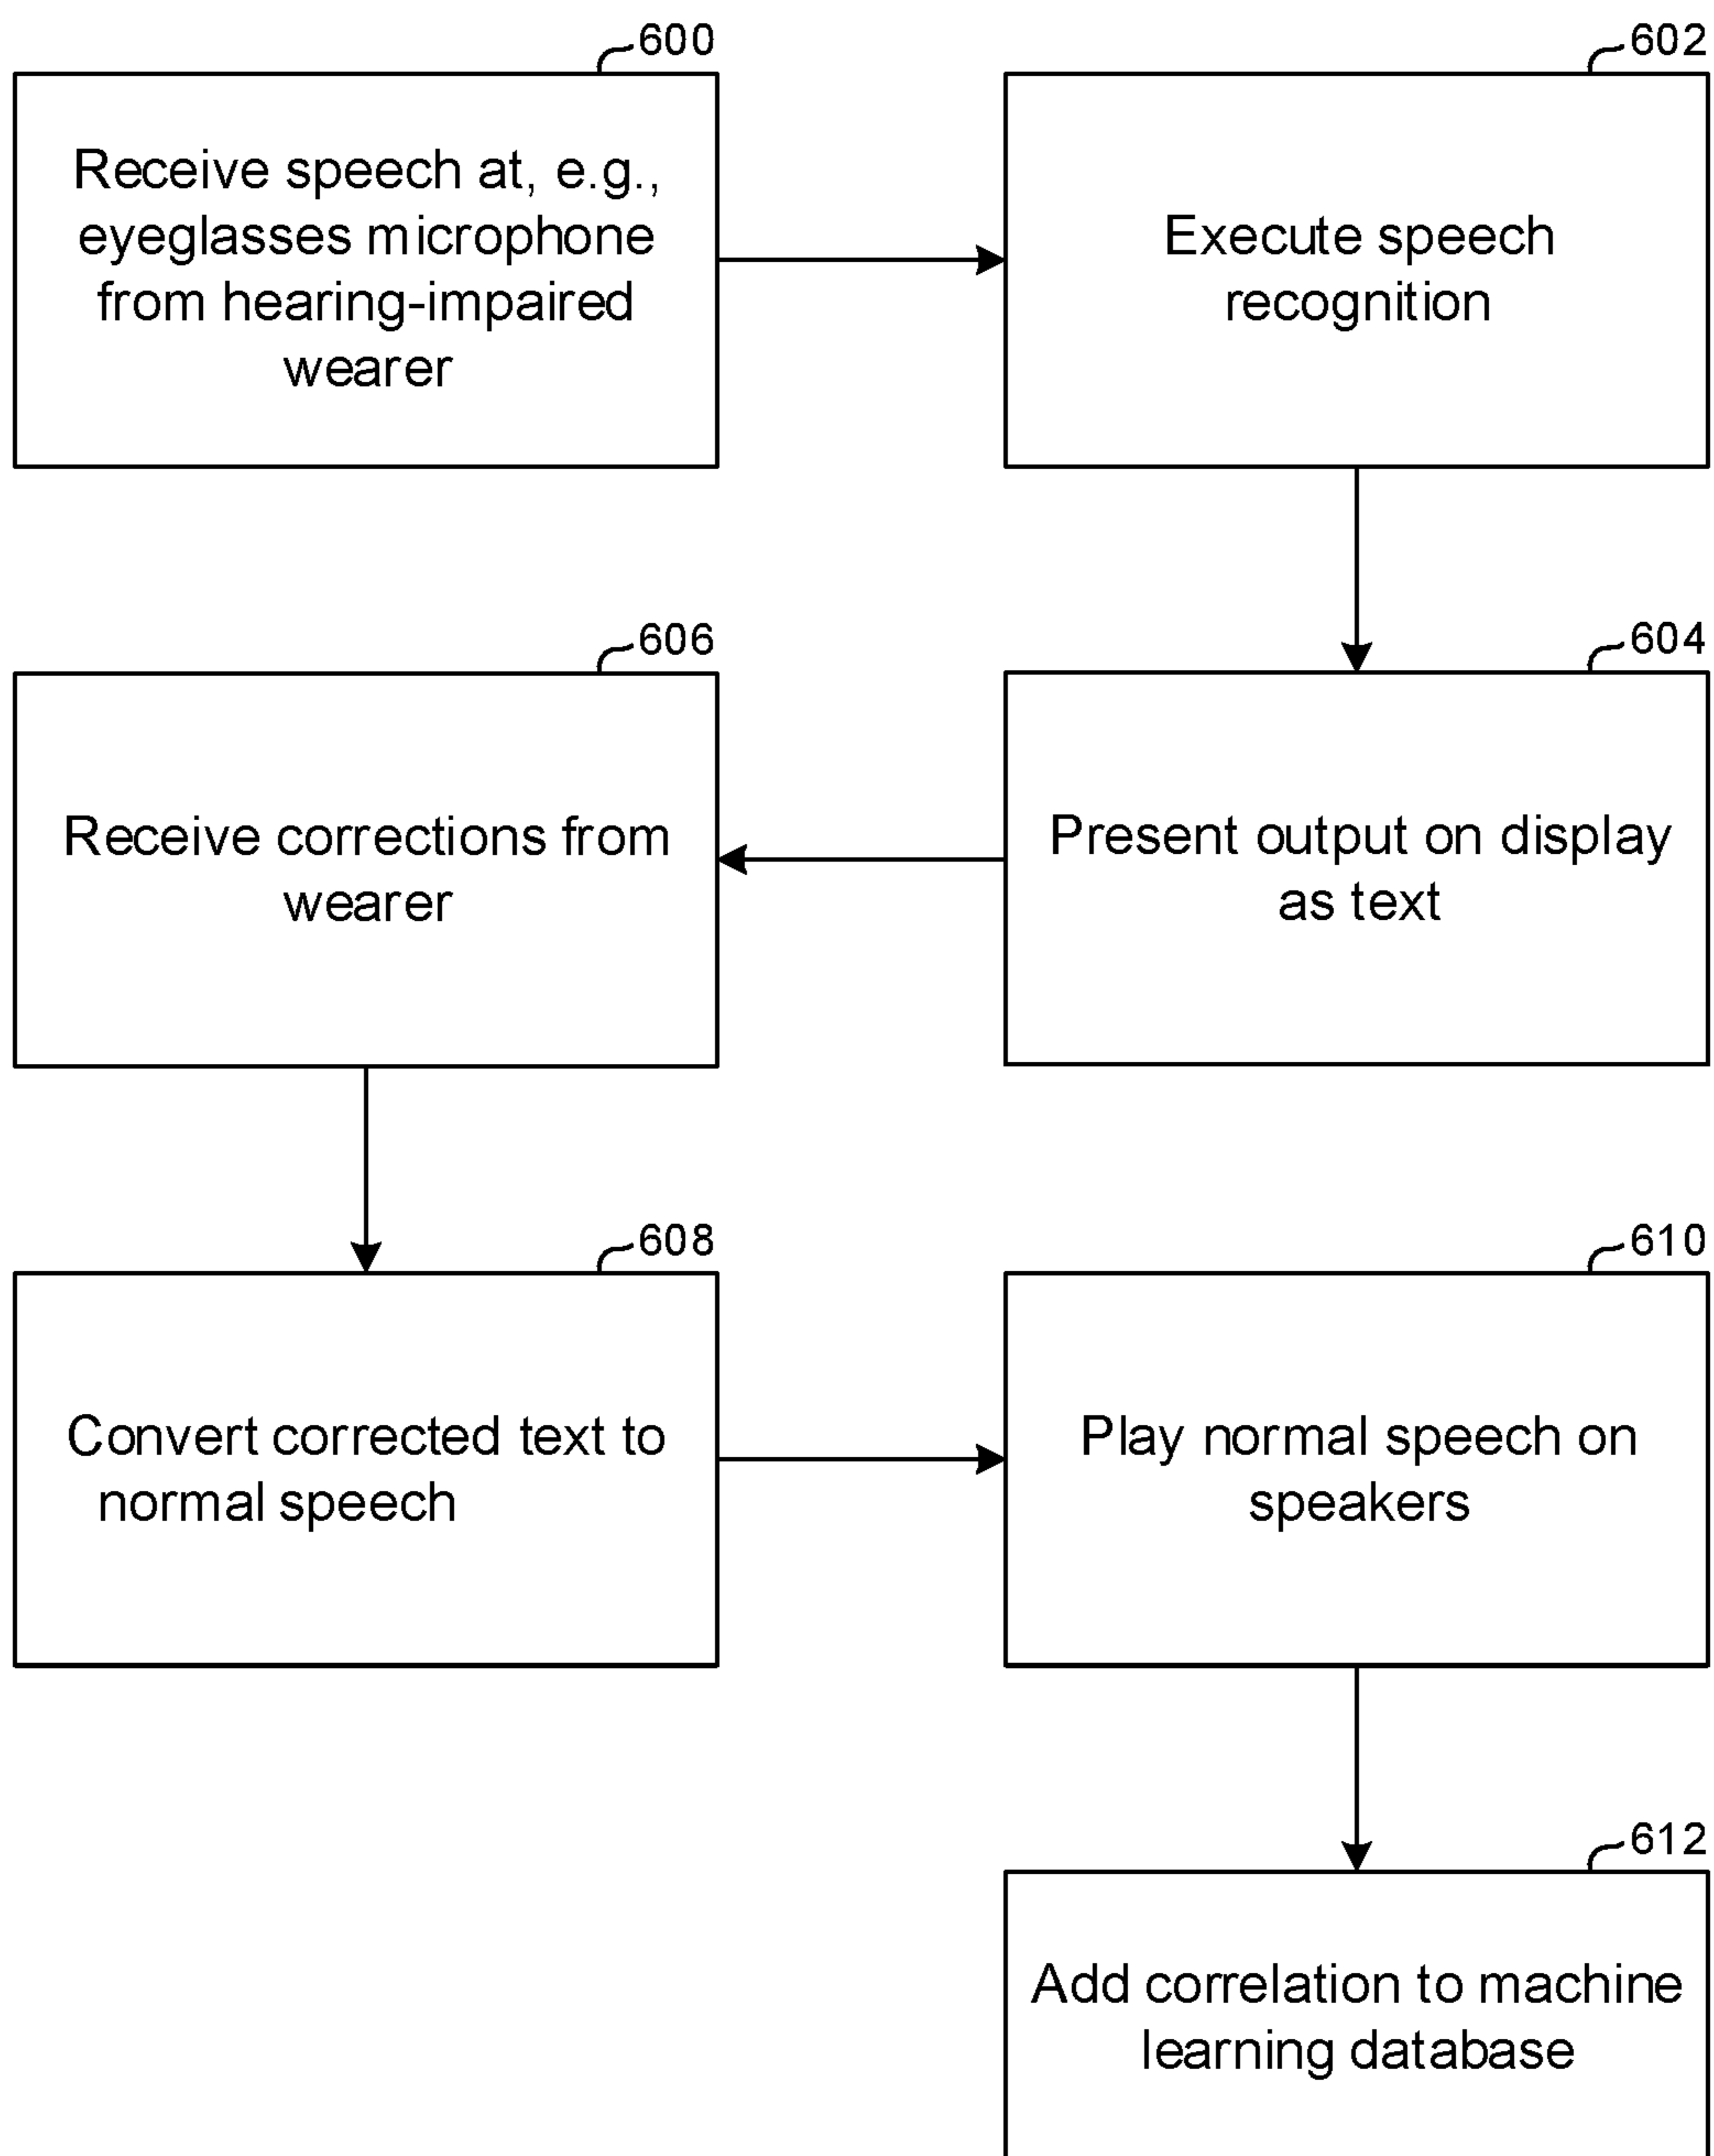 600
Receive speech at, e.g.,
eyeglasses microphone
from hearing-impaired
wearer
602
Execute speech
recognition
604
Present output on display
as text
606
Receive corrections from
wearer
608
Convert corrected text to
normal speech
610
Play normal speech on
speakers
612
Add correlation to machine
learning database